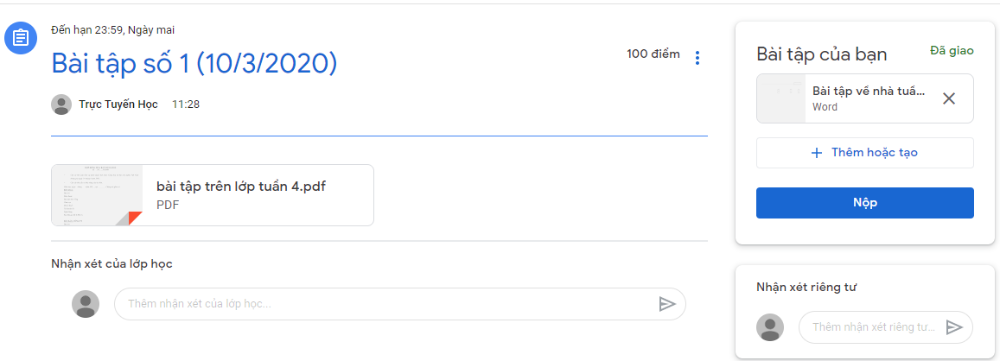 Đến hạn 23:59, Ngày mai
Bài tập số 1 (10/3/2020)
100 điểm
Trực Tuyến Học 11:28
bài tập trên lớp tuần 4.pdf
PDF
Nhận xét của lớp học
Thêm nhận xét của lớp học...
Bài tập của bạn
Đã giao
Bài tập về nhà tuầ...
Word
Thêm hoặc tạo
Nộp
Nhận xét riêng tư
Thêm nhận xét riêng tư...